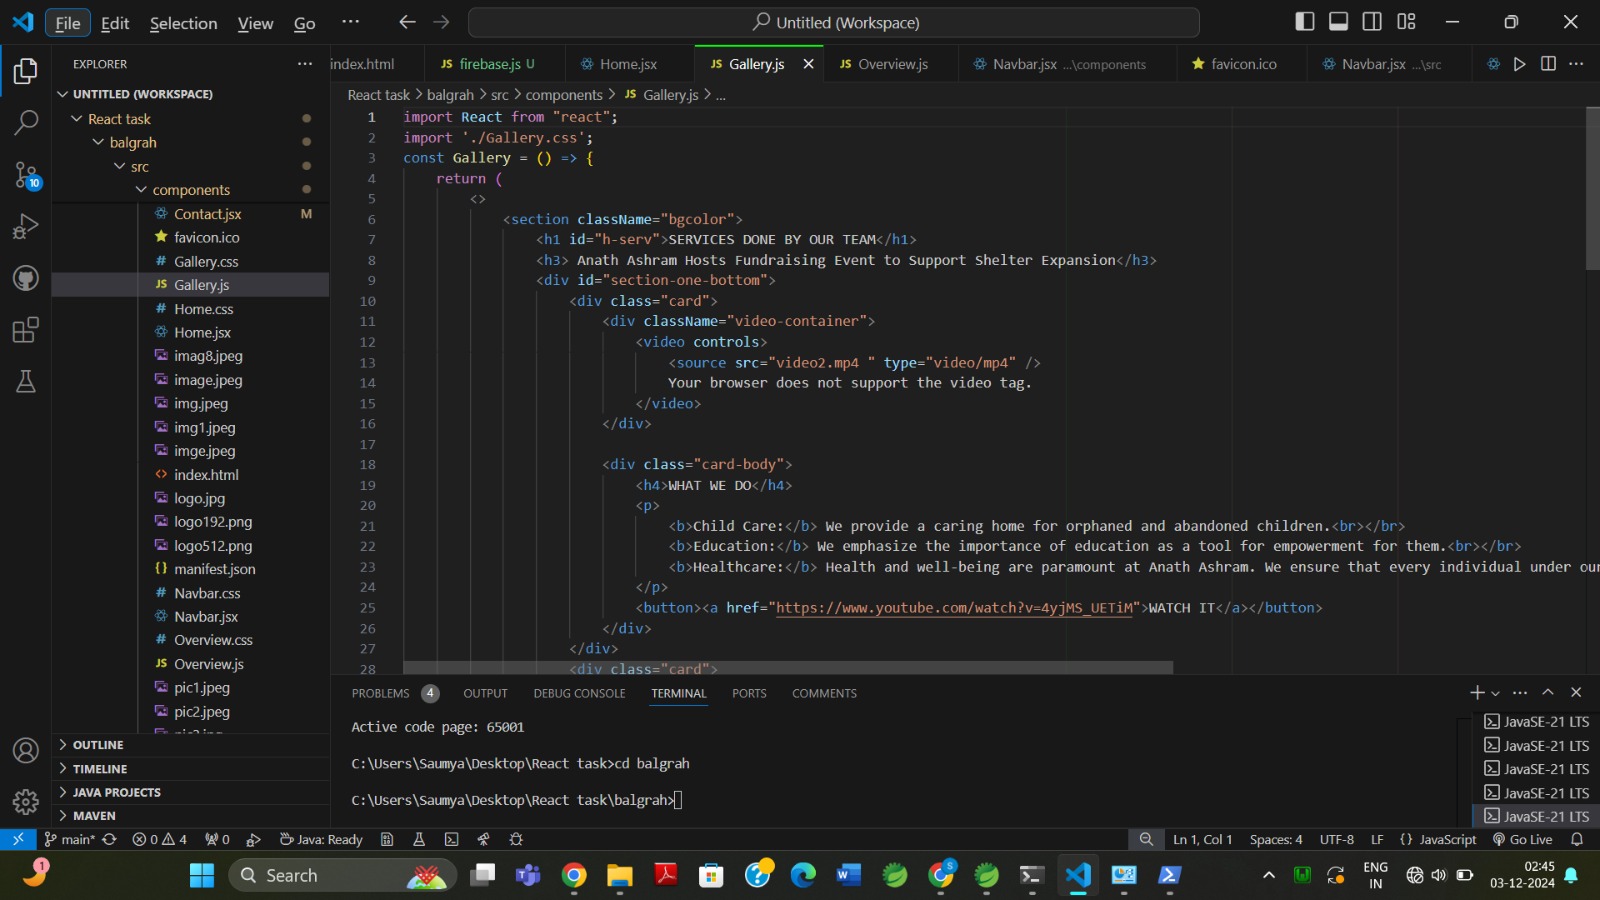 File Edit Selection View Go ··· Untitled (Workspace)
EXPLORER ···
UNTITLED (WORKSPACE)
React task
balgrah
src
components
Contact.jsx M
favicon.ico
Gallery.css
Gallery.js
Home.css
Home.jsx
imag8.jpeg
image.jpeg
img.jpeg
img1.jpeg
imge.jpeg
index.html
logo.jpg
logo192.png
logo512.png
manifest.json
Navbar.css
Navbar.jsx
Overview.css
Overview.js
pic1.jpeg
pic2.jpeg
OUTLINE
TIMELINE
JAVA PROJECTS
MAVEN
10
index.html JS firebase.js U Home.jsx JS Gallery.js JS Overview.js Navbar.jsx ...\components favicon.ico Navbar.jsx ...\src
React task > balgrah > src > components > JS Gallery.js > ...
1 import React from "react";
2 import './Gallery.css';
3 const Gallery = () => {
4 return (
5 <>
6 <section className="bgcolor">
7 <h1 id="h-serv">SERVICES DONE BY OUR TEAM</h1>
8 <h3> Anath Ashram Hosts Fundraising Event to Support Shelter Expansion</h3>
9 <div id="section-one-bottom">
10 <div class="card">
11 <div className="video-container">
12 <video controls>
13 <source src="video2.mp4 " type="video/mp4" />
14 Your browser does not support the video tag.
15 </video>
16 </div>
17
18 <div class="card-body">
19 <h4>WHAT WE DO</h4>
20 <p>
21 <b>Child Care:</b> We provide a caring home for orphaned and abandoned children.<br></br>
22 <b>Education:</b> We emphasize the importance of education as a tool for empowerment for them.<br></br>
23 <b>Healthcare:</b> Health and well-being are paramount at Anath Ashram. We ensure that every individual under our
24 </p>
25 <button><a href="https://www.youtube.com/watch?v=4yjMS_UETiM">WATCH IT</a></button>
26 </div>
27 </div>
28 <div class="card">
PROBLEMS 4 OUTPUT DEBUG CONSOLE TERMINAL PORTS COMMENTS
Active code page: 65001
C:\Users\Saumya\Desktop\React task>cd balgrah
C:\Users\Saumya\Desktop\React task\balgrah>
JavaSE-21 LTS
JavaSE-21 LTS
JavaSE-21 LTS
JavaSE-21 LTS
JavaSE-21 LTS
main* 0 4 0 Java: Ready Ln 1, Col 1 Spaces: 4 UTF-8 LF {} JavaScript Go Live
1 Search S ENG 02:45
IN 03-12-2024